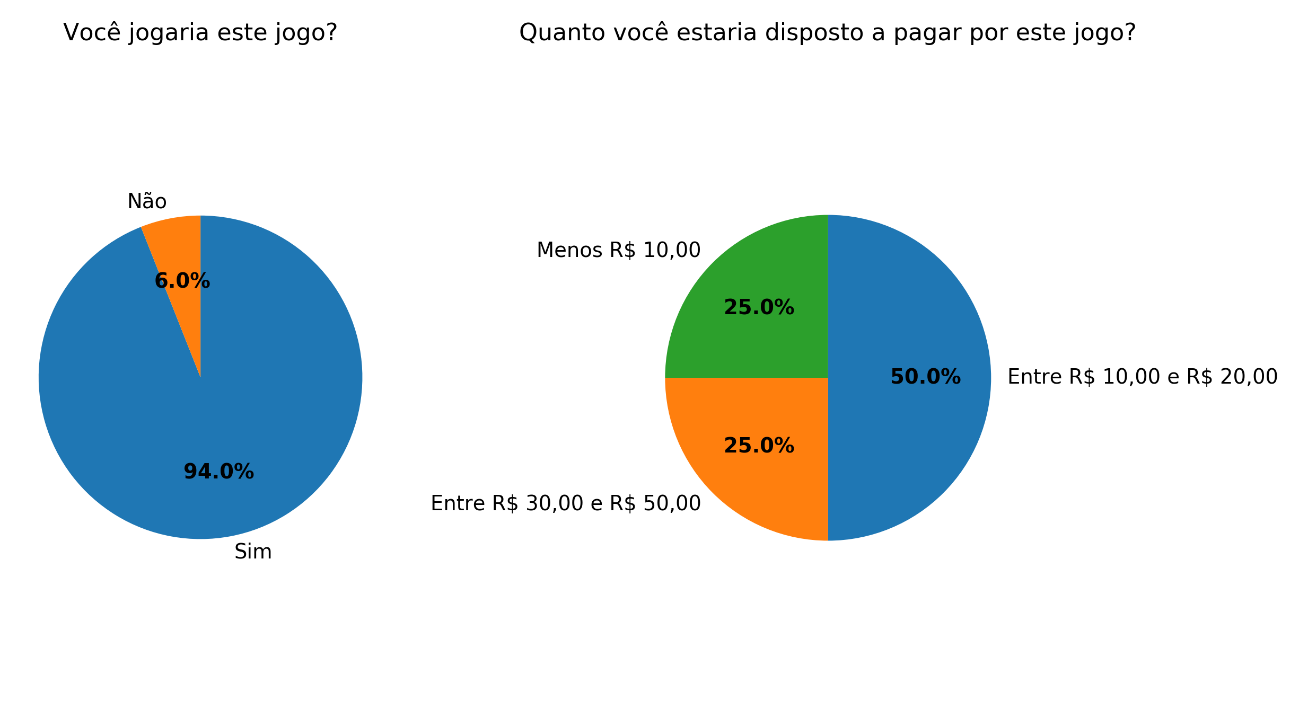 Você jogaria este jogo?
Não
6.0%
94.0%
Sim
Quanto você estaria disposto a pagar por este jogo?
Menos R$ 10,00
25.0%
50.0%
Entre R$ 10,00 e R$ 20,00
25.0%
Entre R$ 30,00 e R$ 50,00